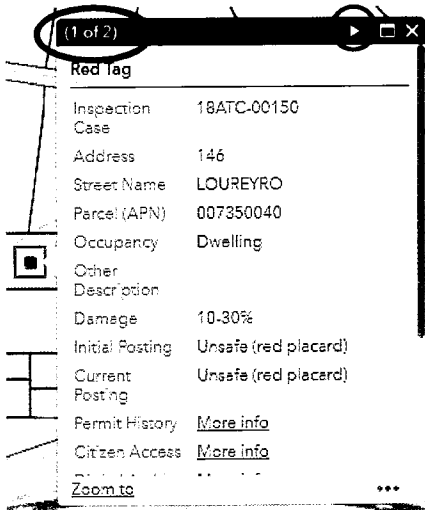 (1 of 2)
Red Tag
Inspection 18ATC-00150
Case
Address 146
Street Name LOUREYRO
Parcel (APN) 007350040
Occupancy Dwelling
Other
Description
Damage 10-30%
Initial Posting Unsafe (red placard)
Current Unsafe (red placard)
Posting
Permit History More info
Citizen Access More info
Zoom to